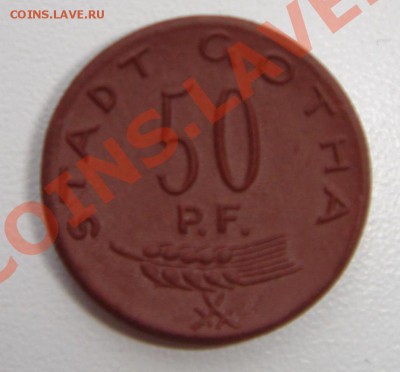 COINS.LAVE.RU
STADT GOTHA
50
P.F.
COINS.LAVE.RU